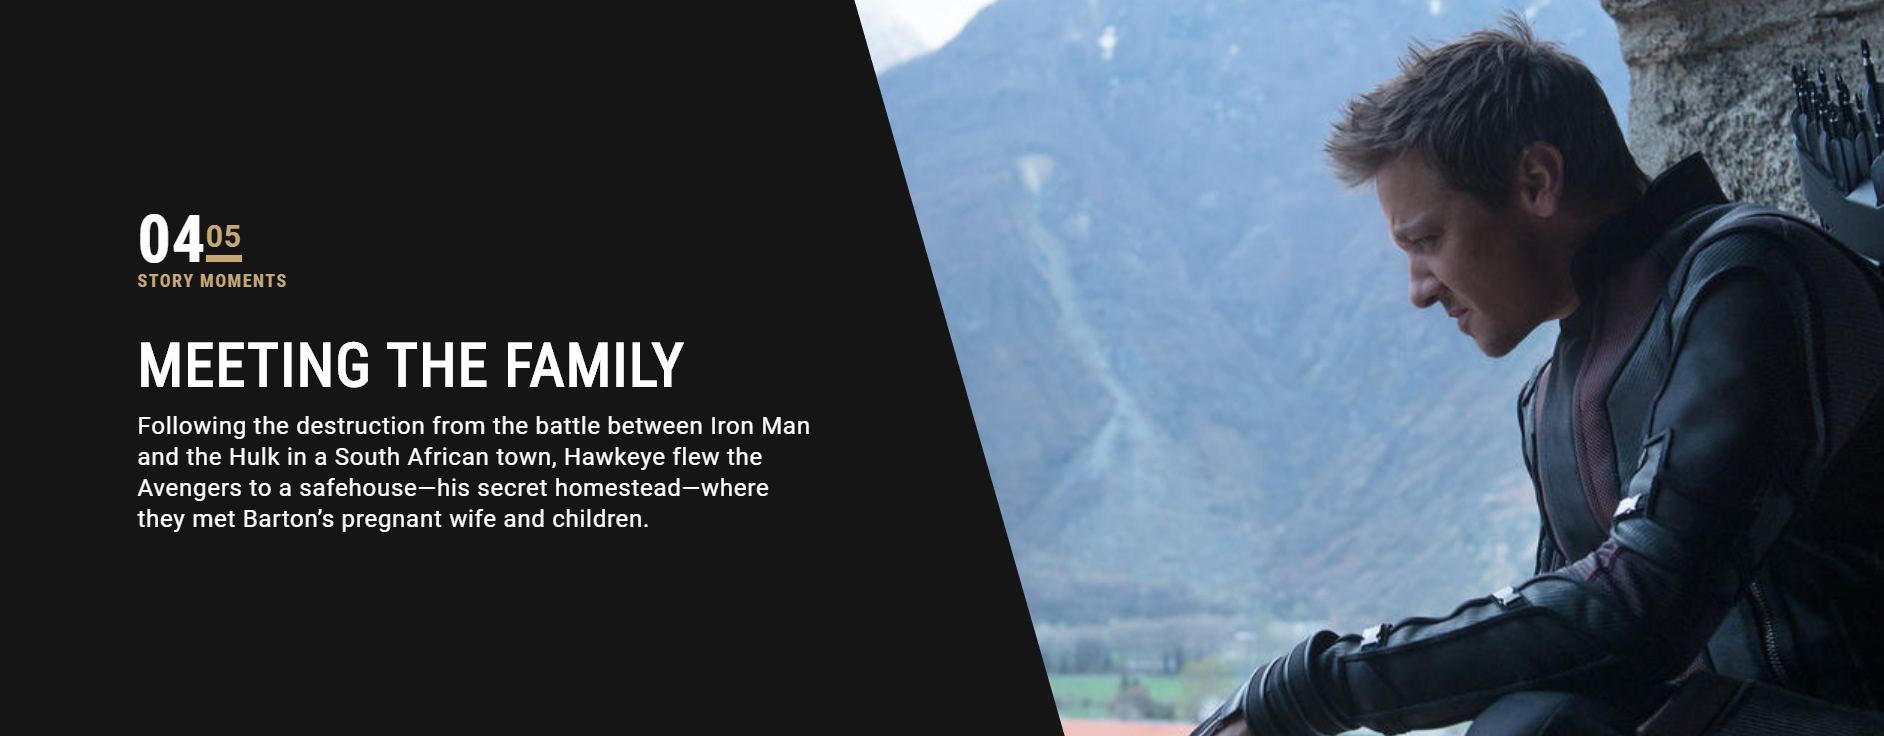 04 05
STORY MOMENTS
MEETING THE FAMILY
Following the destruction from the battle between Iron Man
and the Hulk in a South African town, Hawkeye flew the
Avengers to a safehouse—his secret homestead—where
they met Barton’s pregnant wife and children.